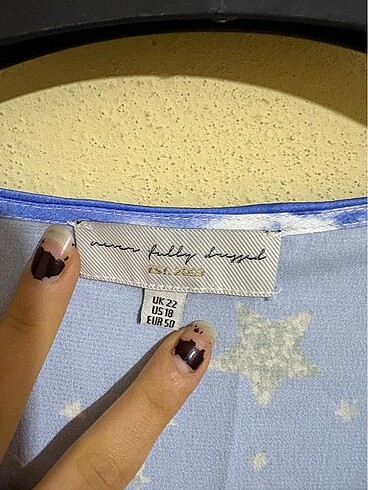 never fully dressed
EST. 2009
UK 22
US 18
EUR 50